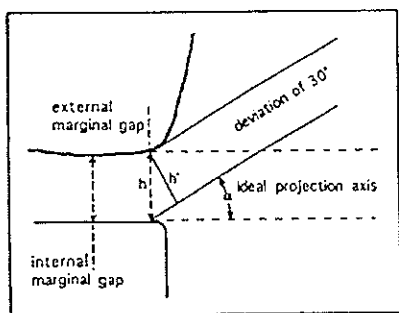 external
marginal gap
deviation of 30°
h
h'
α
ideal projection axis
internal
marginal gap